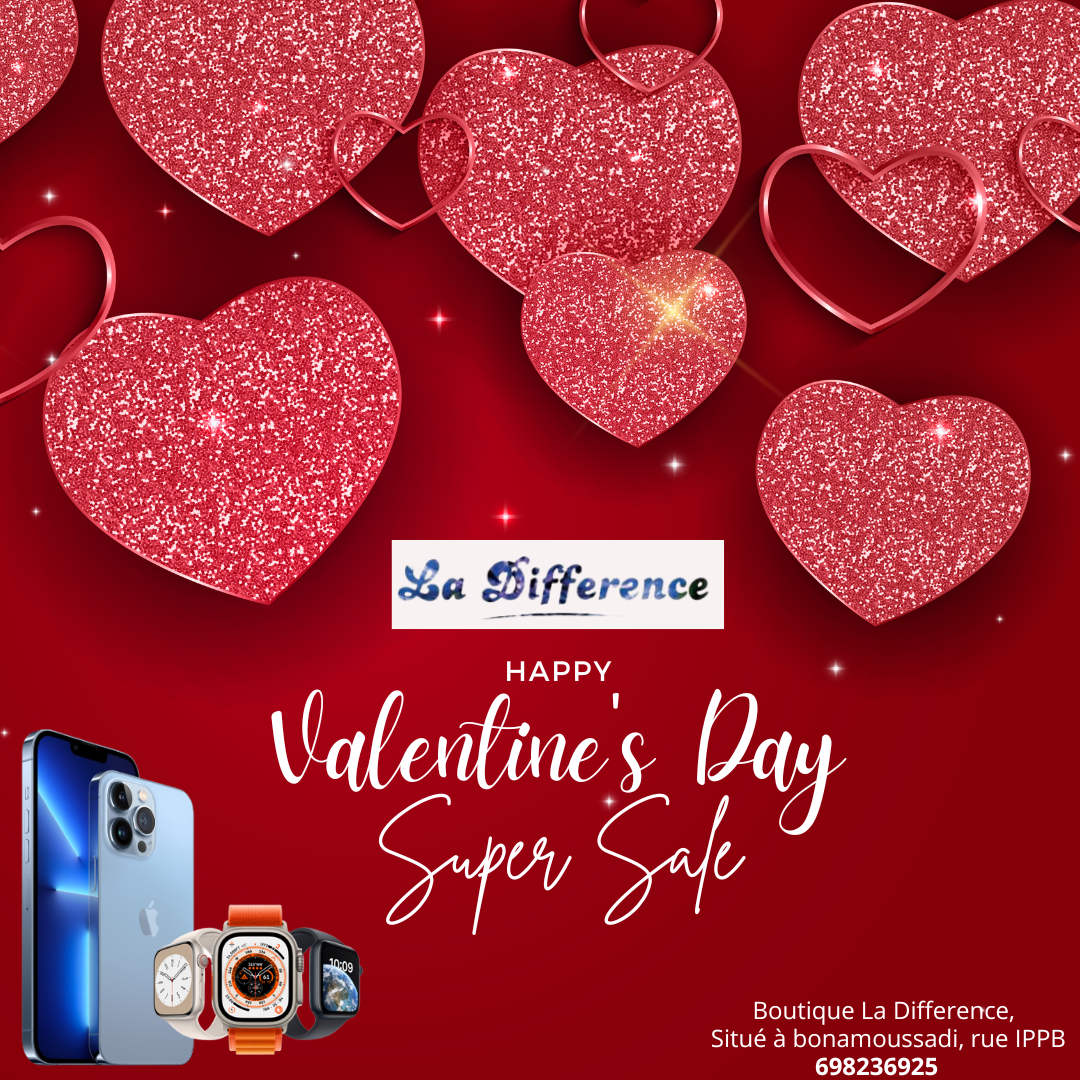 La Difference
HAPPY
Valentine's Day
Super Sale
10:09
Boutique La Difference,
Situé à bonamoussadi, rue IPPB
698236925